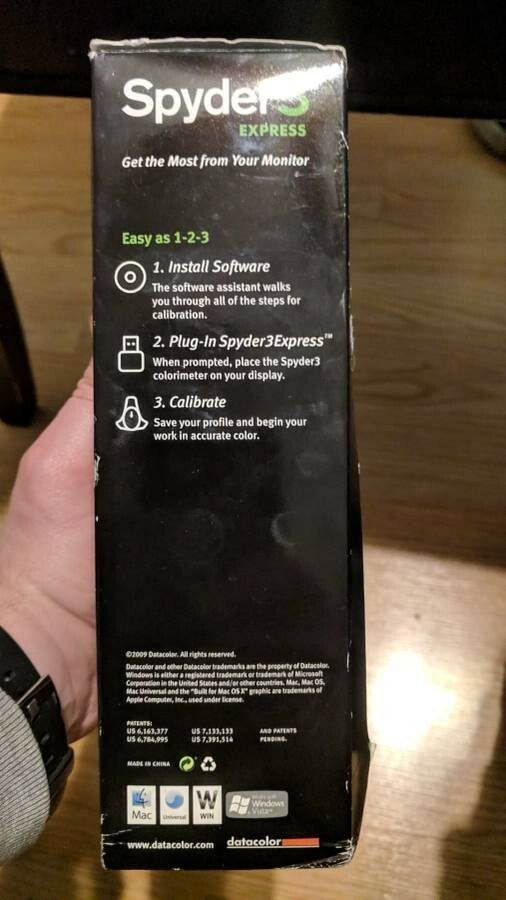 Spyder3
EXPRESS
Get the Most from Your Monitor
Easy as 1-2-3
1. Install Software
The software assistant walks
you through all of the steps for
calibration.
2. Plug-In Spyder3Express™
When prompted, place the Spyder3
colorimeter on your display.
3. Calibrate
Save your profile and begin your
work in accurate color.
©2009 Datacolor. All rights reserved.
Datacolor and other Datacolor trademarks are the property of Datacolor.
Windows is either a registered trademark or trademark of Microsoft
Corporation in the United States and/or other countries. Mac, Mac OS,
Mac Universal and the "Built for Mac OS X" graphic are trademarks of
Apple Computer, Inc., used under license.
PATENTS:
US 6,163,377 US 7,133,133 AND PATENTS
US 6,784,995 US 7,391,514 PENDING.
MADE IN CHINA
Mac Universal W WIN Works with Windows Vista™
www.datacolor.com datacolor